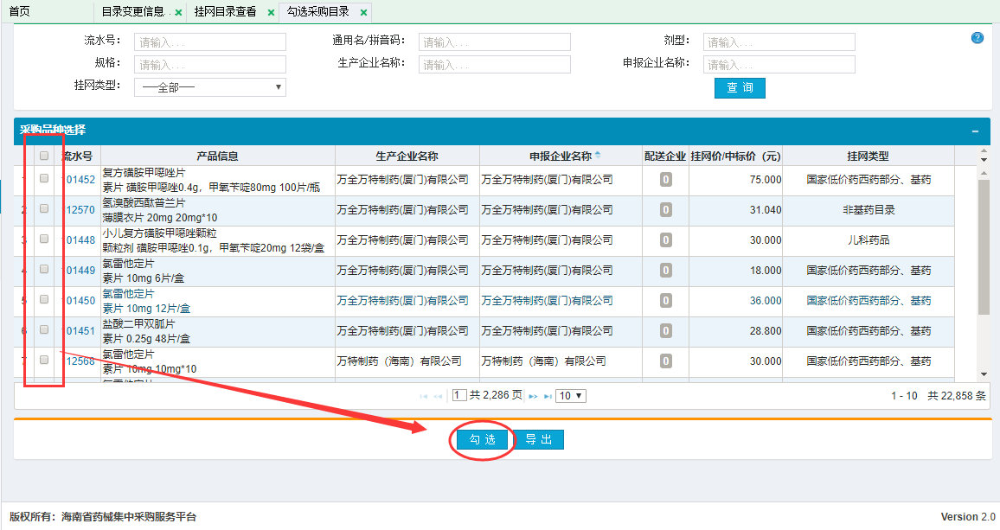 首页 目录变更信息. 挂网目录查看 勾选采购目录
流水号： 请输入... 通用名/拼音码： 请输入... 剂型： 请输入...
规格： 请输入... 生产企业名称： 请输入... 申报企业名称： 请输入...
挂网类型： ──全部── 查 询
采购品种选择
流水号 产品信息 生产企业名称 申报企业名称 配送企业 挂网价/中标价（元） 挂网类型
复方磺胺甲噁唑片
1 01452 万全万特制药(厦门)有限公司 万全万特制药(厦门)有限公司 0 75.000 国家低价药西药部分、基药
素片 磺胺甲噁唑0.4g，甲氧苄啶80mg 100片/瓶
氢溴酸西酞普兰片
2 12570 万全万特制药(厦门)有限公司 万全万特制药(厦门)有限公司 0 31.040 非基药目录
薄膜衣片 20mg 20mg*10
小儿复方磺胺甲噁唑颗粒
3 01448 万全万特制药(厦门)有限公司 万全万特制药(厦门)有限公司 0 30.000 儿科药品
颗粒剂 磺胺甲噁唑0.1g，甲氧苄啶20mg 12袋/盒
氯雷他定片
4 01449 万全万特制药(厦门)有限公司 万全万特制药(厦门)有限公司 0 18.000 国家低价药西药部分、基药
素片 10mg 6片/盒
氯雷他定片
5 01450 万全万特制药(厦门)有限公司 万全万特制药(厦门)有限公司 0 36.000 国家低价药西药部分、基药
素片 10mg 12片/盒
盐酸二甲双胍片
6 01451 万全万特制药(厦门)有限公司 万全万特制药(厦门)有限公司 0 28.800 国家低价药西药部分、基药
素片 0.25g 48片/盒
氯雷他定片
7 12568 万特制药（海南）有限公司 万特制药（海南）有限公司 0 30.000 国家低价药西药部分、基药
素片 10mg 10mg*10
1 共 2,286 页 10 1 - 10 共 22,858 条
勾 选 导 出
版权所有：海南省药械集中采购服务平台 Version 2.0